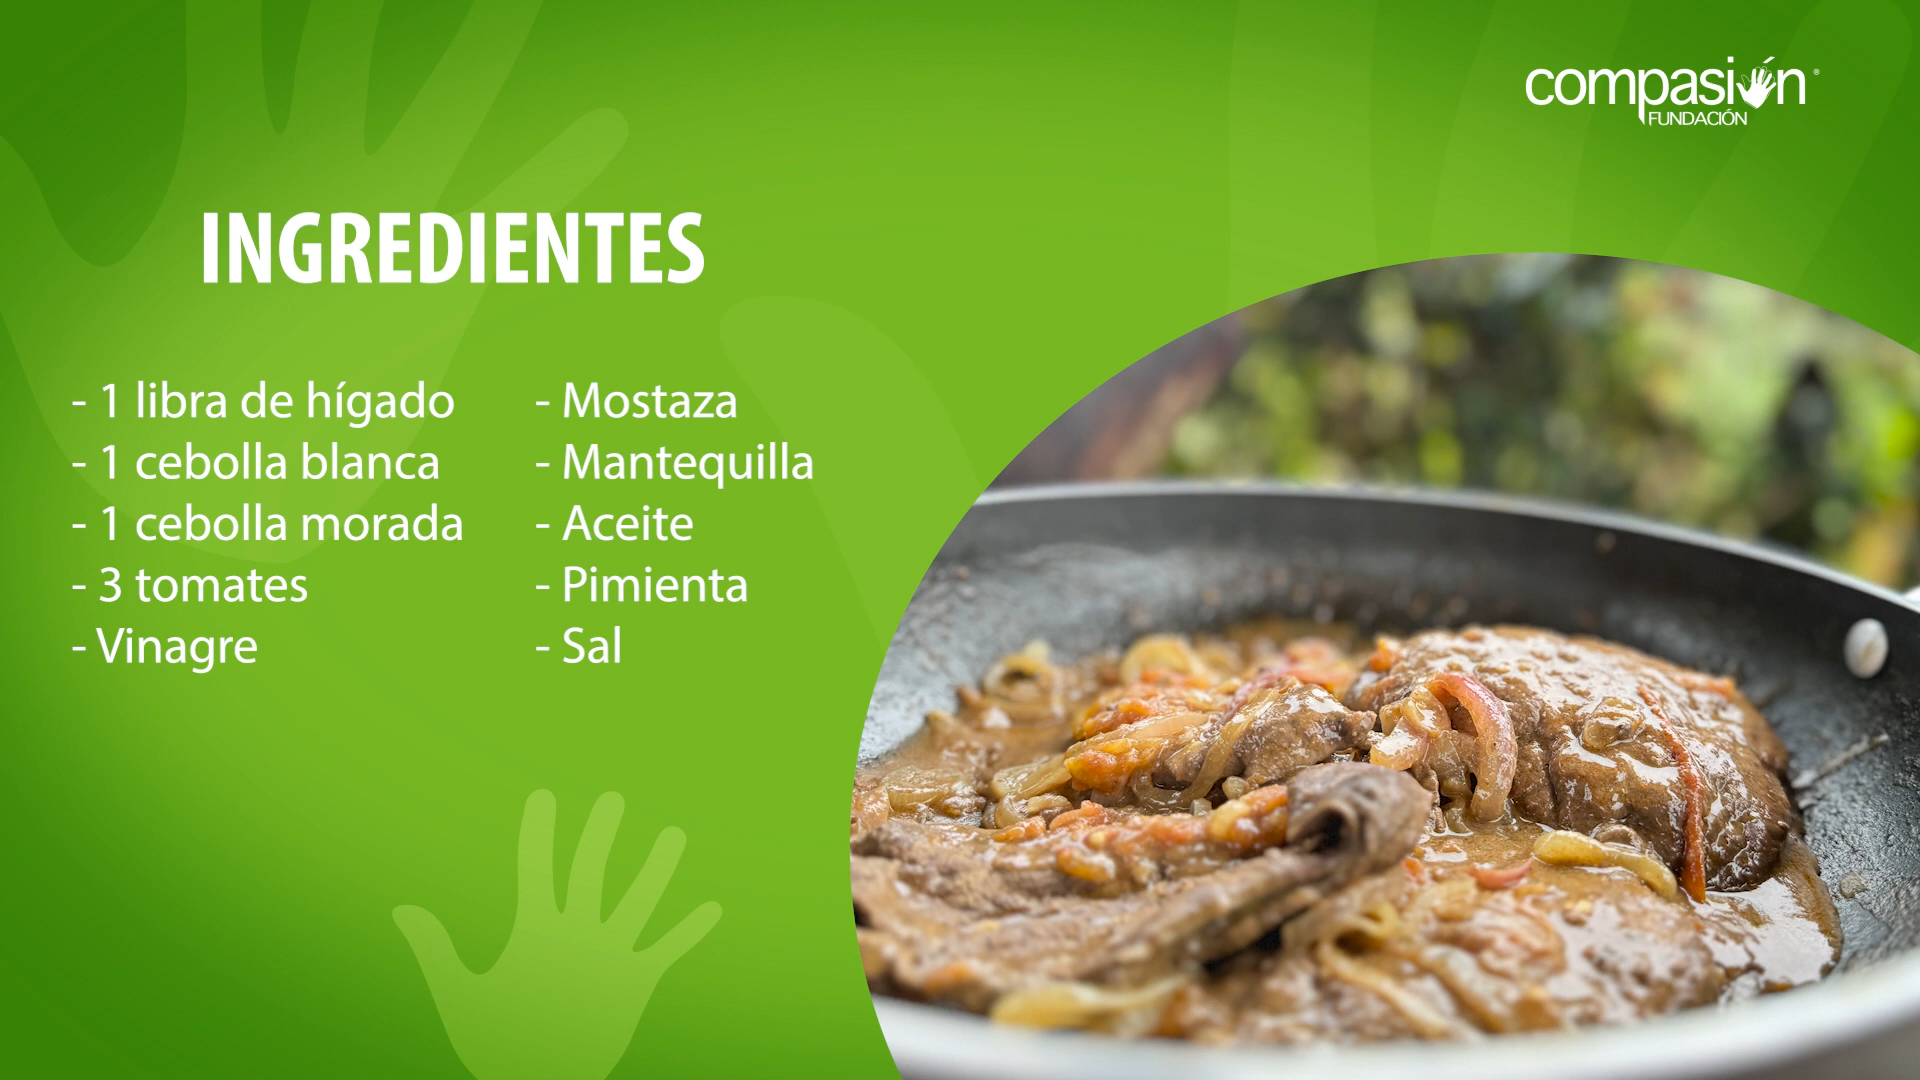 compasión®
FUNDACIÓN
INGREDIENTES
- 1 libra de hígado
- 1 cebolla blanca
- 1 cebolla morada
- 3 tomates
- Vinagre
- Mostaza
- Mantequilla
- Aceite
- Pimienta
- Sal